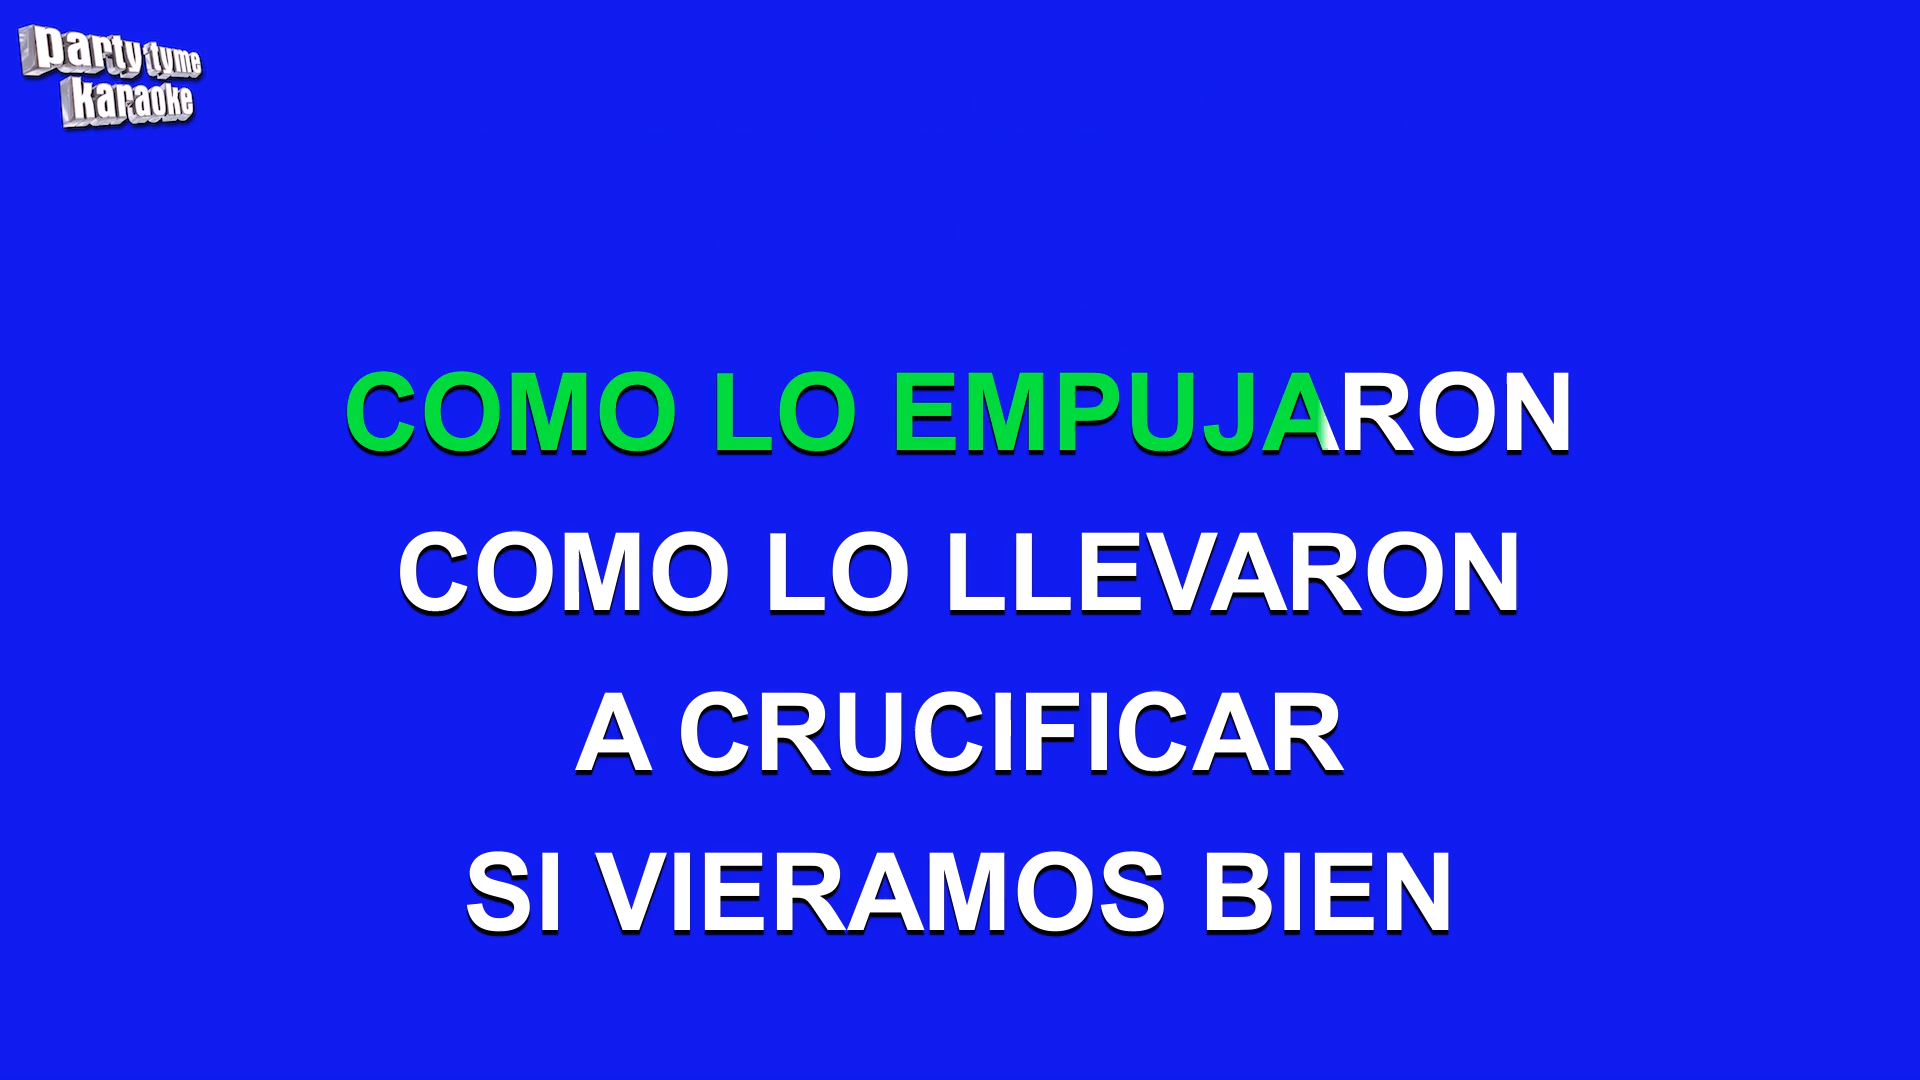 party tyme
karaoke
COMO LO EMPUJARON
COMO LO LLEVARON
A CRUCIFICAR
SI VIERAMOS BIEN